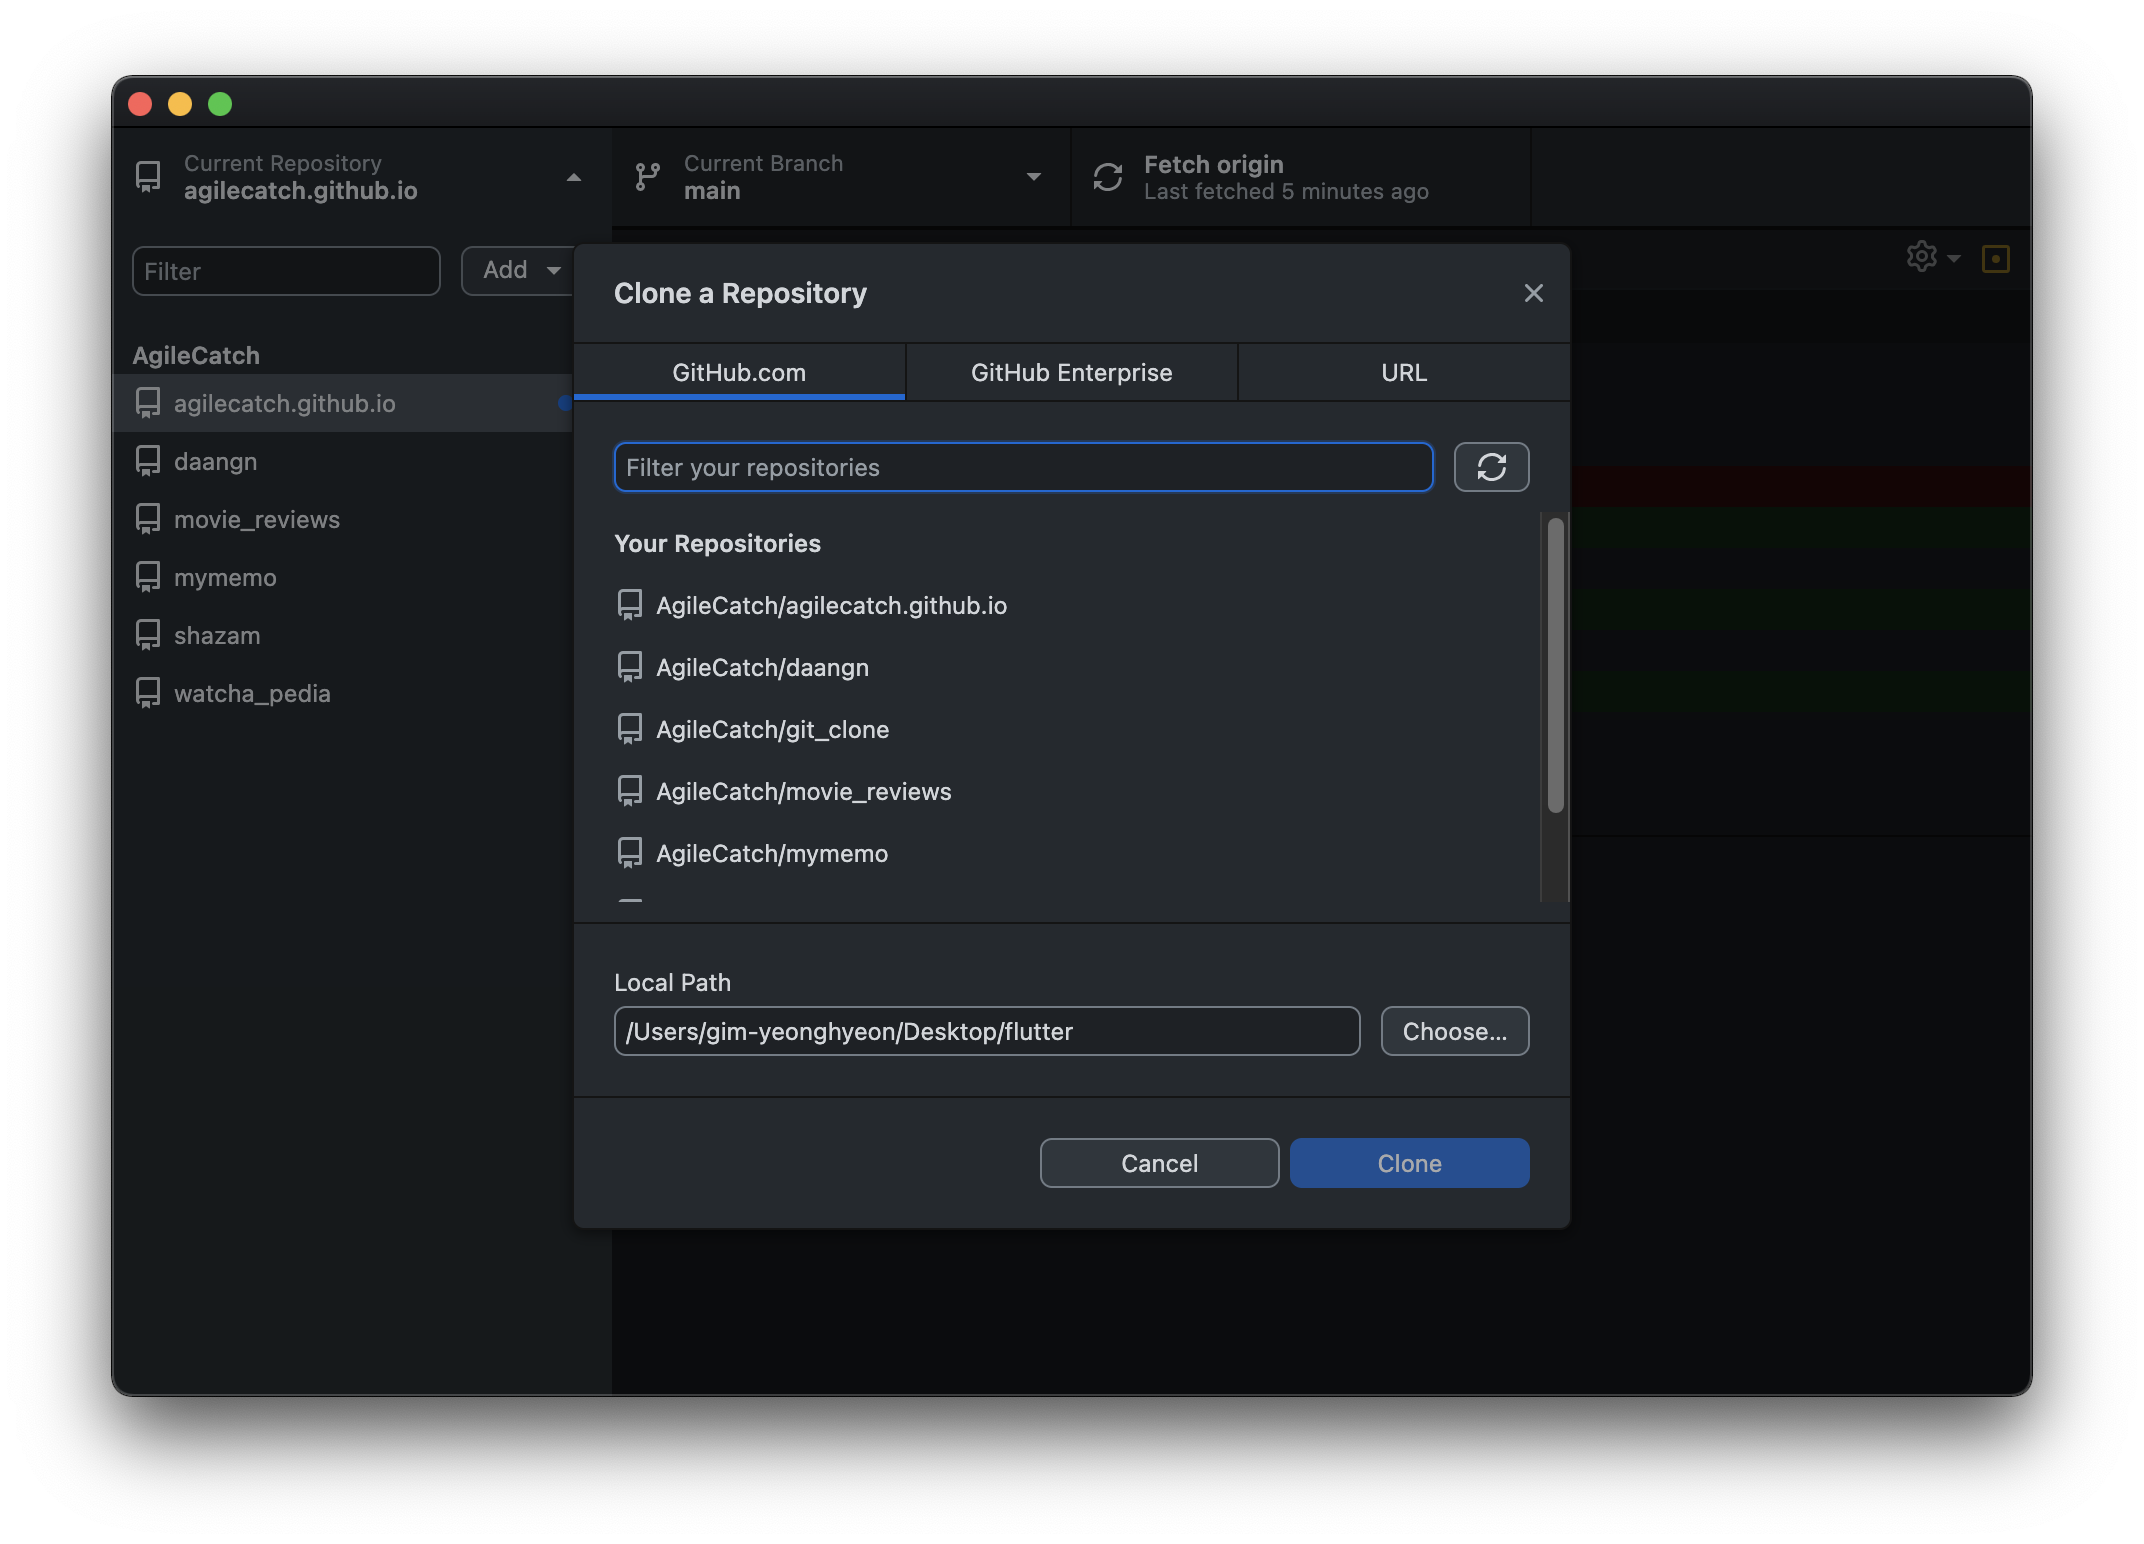 Current Repository
agilecatch.github.io
Current Branch
main
Fetch origin
Last fetched 5 minutes ago
Filter
Add
AgileCatch
agilecatch.github.io
daangn
movie_reviews
mymemo
shazam
watcha_pedia
Clone a Repository
GitHub.com
GitHub Enterprise
URL
Filter your repositories
Your Repositories
AgileCatch/agilecatch.github.io
AgileCatch/daangn
AgileCatch/git_clone
AgileCatch/movie_reviews
AgileCatch/mymemo
Local Path
/Users/gim-yeonghyeon/Desktop/flutter
Choose...
Cancel
Clone